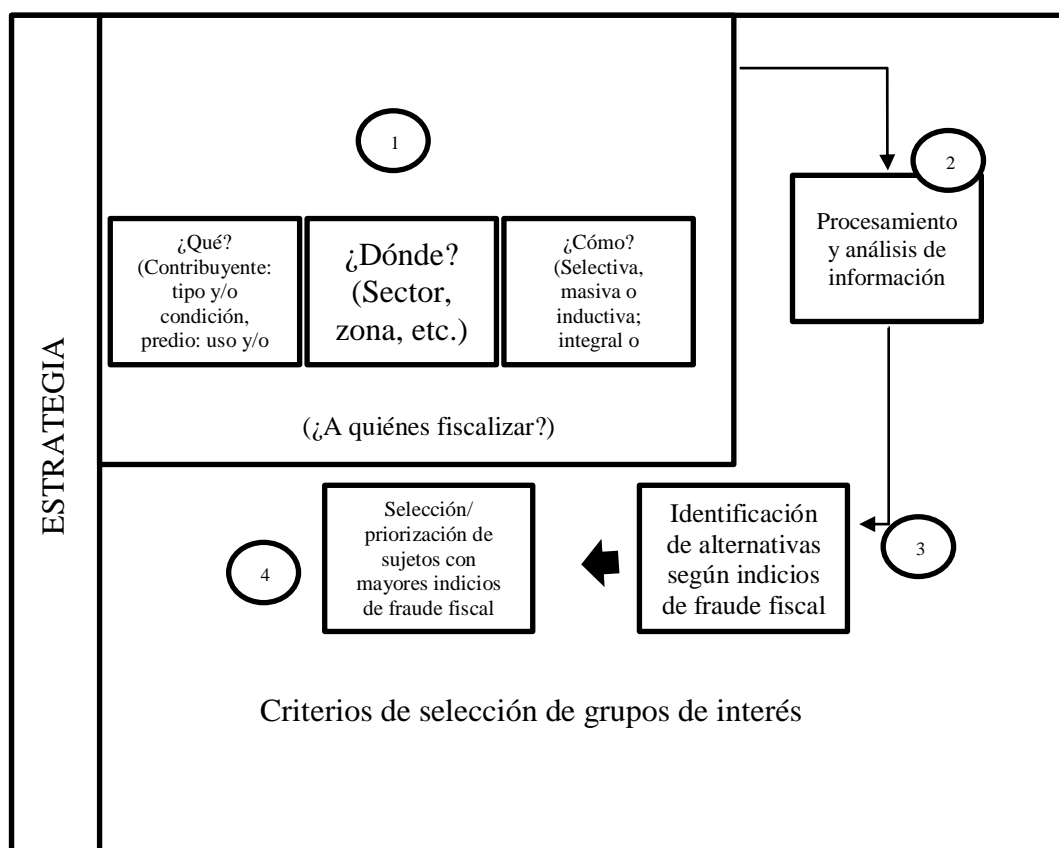 ESTRATEGIA
1
¿Qué?
(Contribuyente:
tipo y/o
condición,
predio: uso y/o
¿Dónde?
(Sector,
zona, etc.)
¿Cómo?
(Selectiva,
masiva o
inductiva;
integral o
(¿A quiénes fiscalizar?)
2
Procesamiento
y análisis de
información
3
Identificación
de alternativas
según indicios
de fraude fiscal
4
Selección/
priorización de
sujetos con
mayores indicios
de fraude fiscal
Criterios de selección de grupos de interés